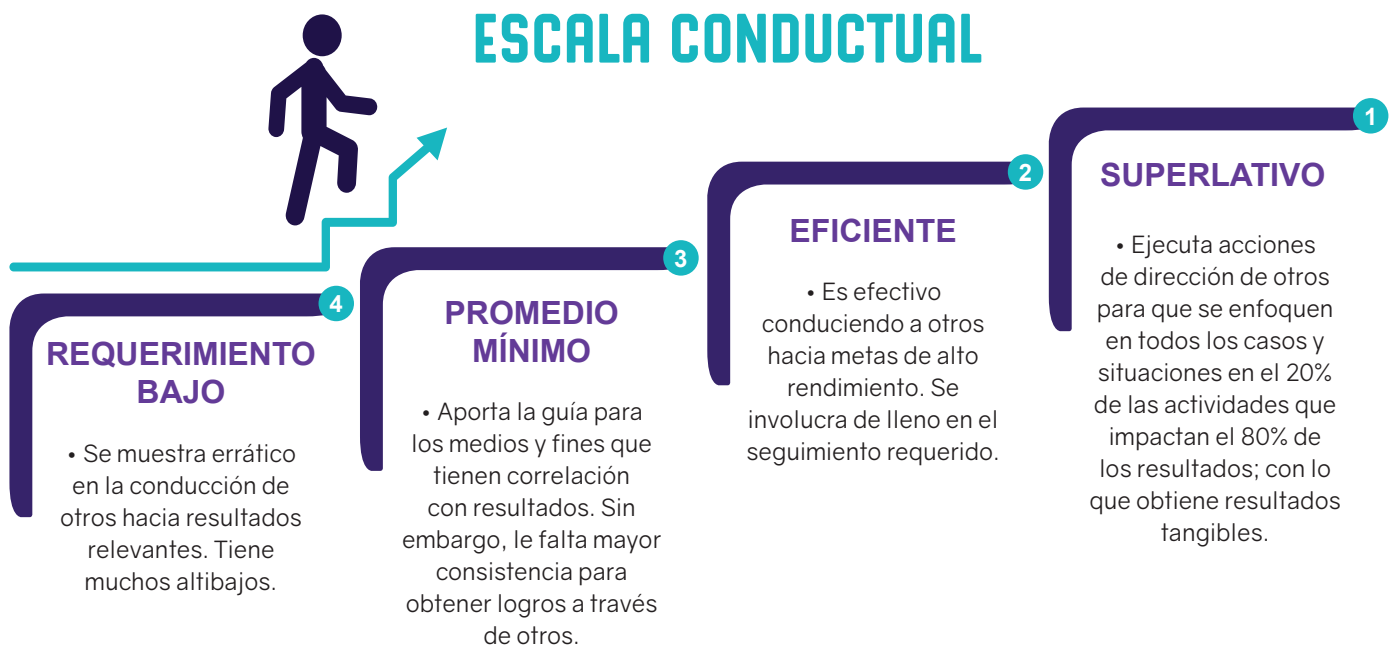 ESCALA CONDUCTUAL
4
REQUERIMIENTO
BAJO
• Se muestra errático
en la conducción de
otros hacia resultados
relevantes. Tiene
muchos altibajos.
3
PROMEDIO
MÍNIMO
• Aporta la guía para
los medios y fines que
tienen correlación
con resultados. Sin
embargo, le falta mayor
consistencia para
obtener logros a través
de otros.
2
EFICIENTE
• Es efectivo
conduciendo a otros
hacia metas de alto
rendimiento. Se
involucra de lleno en el
seguimiento requerido.
1
SUPERLATIVO
• Ejecuta acciones
de dirección de otros
para que se enfoquen
en todos los casos y
situaciones en el 20%
de las actividades que
impactan el 80% de
los resultados; con lo
que obtiene resultados
tangibles.